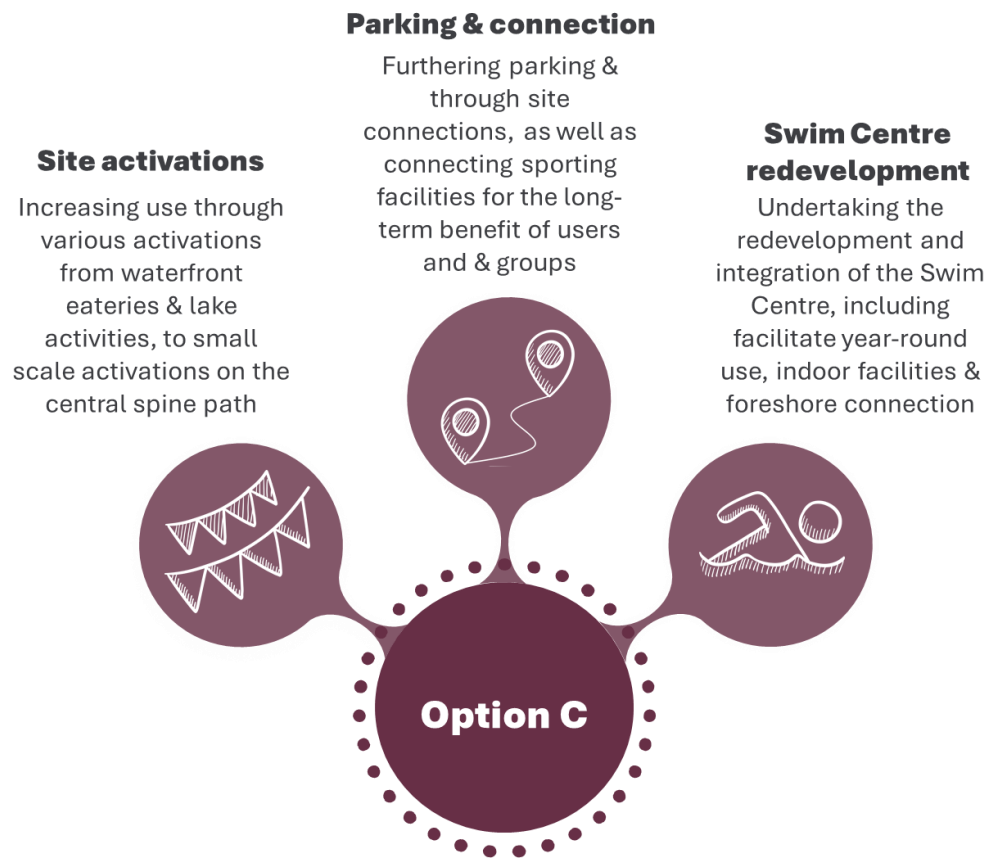 Parking & connection
Furthering parking &
through site
connections, as well as
connecting sporting
facilities for the long-
term benefit of users
and & groups
Site activations
Increasing use through
various activations
from waterfront
eateries & lake
activities, to small
scale activations on the
central spine path
Swim Centre
redevelopment
Undertaking the
redevelopment and
integration of the Swim
Centre, including
facilitate year-round
use, indoor facilities &
foreshore connection
Option C